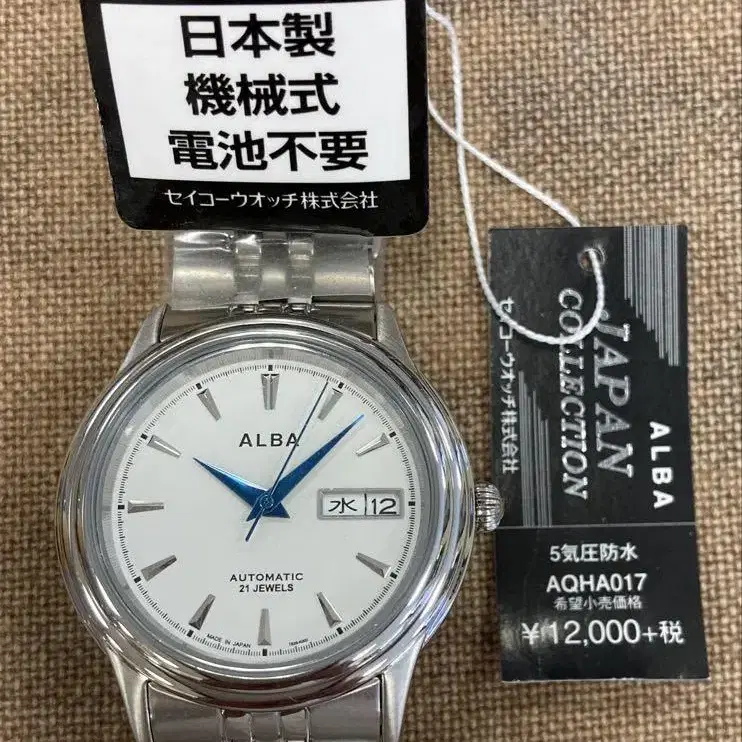 日本製
機械式
電池不要
セイコーウオッチ株式会社
ALBA
水 12
AUTOMATIC
21 JEWELS
MADE IN JAPAN
ALBA
JAPAN
COLLECTION
セイコーウオッチ株式会社
5気圧防水
AQHA017
希望小売価格
¥12,000+税